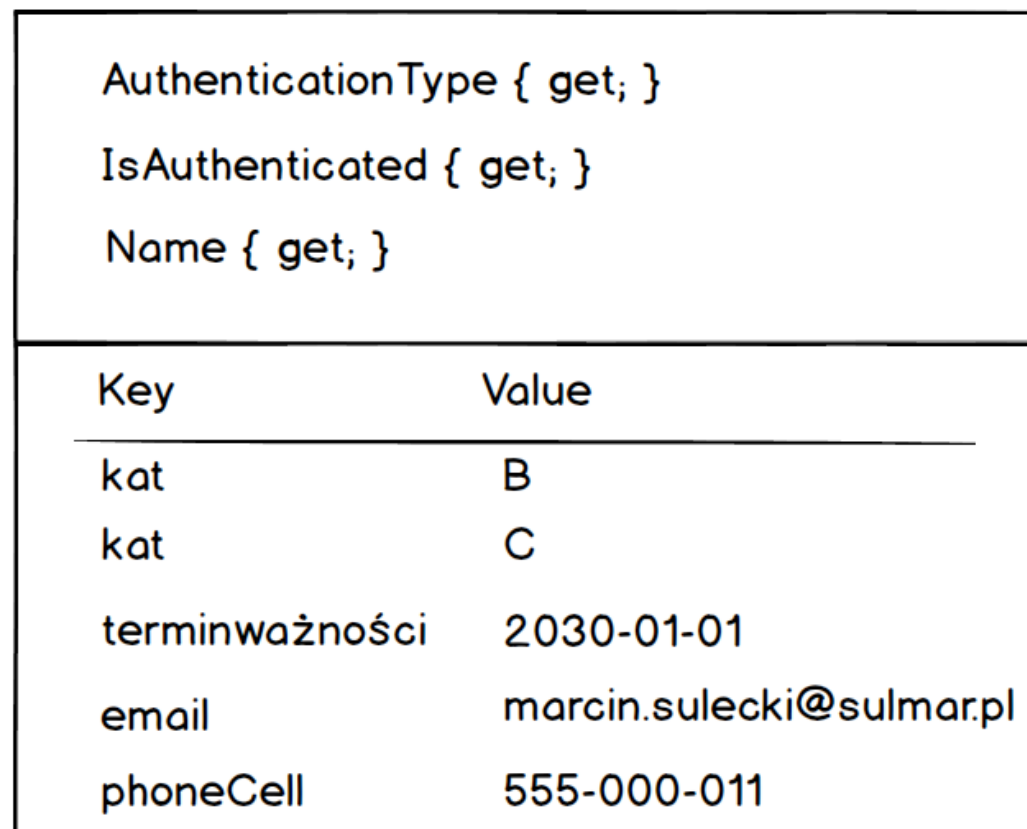 AuthenticationType { get; }
IsAuthenticated { get; }
Name { get; }
Key Value
kat B
kat C
terminważności 2030-01-01
email marcin.sulecki@sulmar.pl
phoneCell 555-000-011